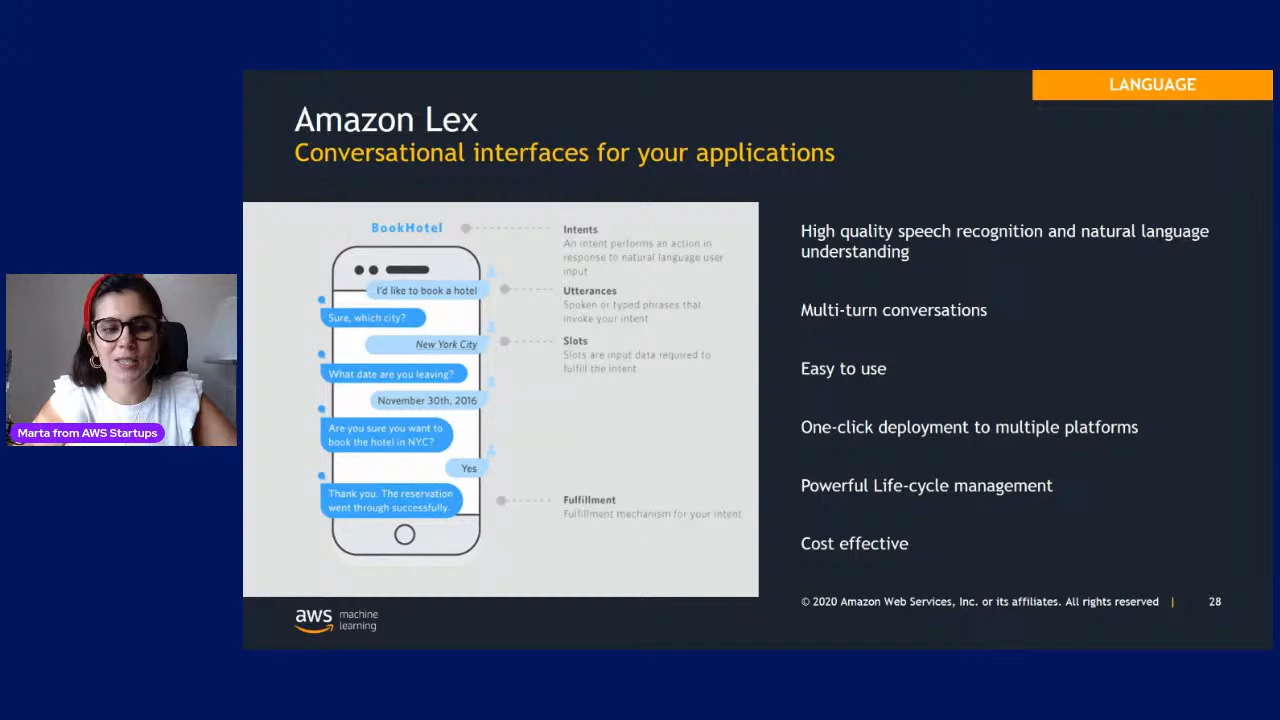 LANGUAGE
Amazon Lex
Conversational interfaces for your applications
BookHotel
I'd like to book a hotel
Sure, which city?
New York City
What date are you leaving?
November 30th, 2016
Are you sure you want to
book the hotel in NYC?
Yes
Thank you. The reservation
went through successfully.
Intents
An intent performs an action in
response to natural language user
input
Utterances
Spoken or typed phrases that
invoke your intent
Slots
Slots are input data required to
fulfill the intent
Fulfillment
Fulfillment mechanism for your intent
High quality speech recognition and natural language
understanding
Multi-turn conversations
Easy to use
One-click deployment to multiple platforms
Powerful Life-cycle management
Cost effective
Marta from AWS Startups
aws machine
learning
© 2020 Amazon Web Services, Inc. or its affiliates. All rights reserved | 28